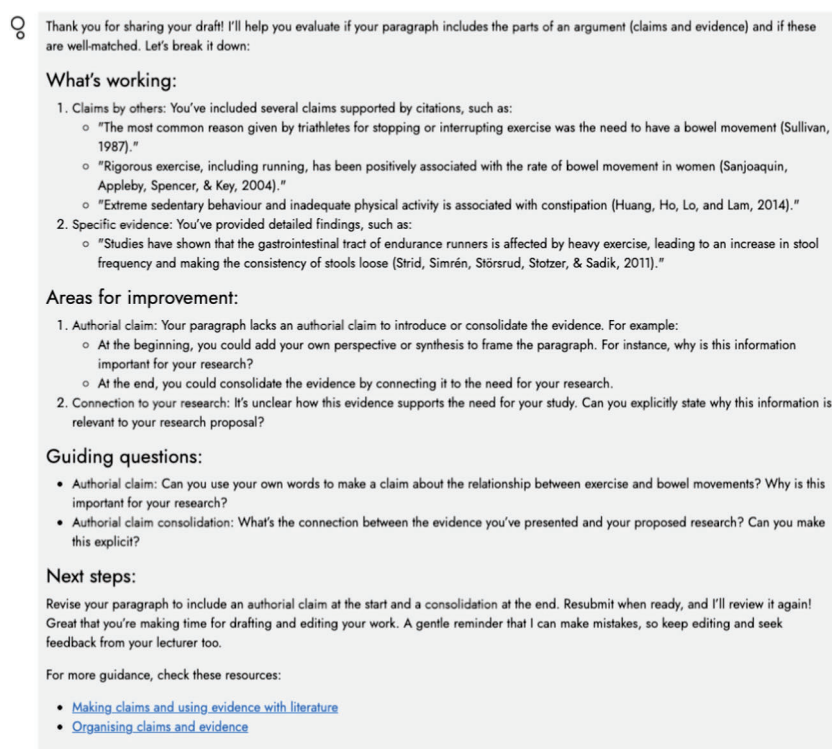 Thank you for sharing your draft! I'll help you evaluate if your paragraph includes the parts of an argument (claims and evidence) and if these
are well-matched. Let's break it down:
What's working:
1. Claims by others: You've included several claims supported by citations, such as:
"The most common reason given by triathletes for stopping or interrupting exercise was the need to have a bowel movement (Sullivan,
1987)."
"Rigorous exercise, including running, has been positively associated with the rate of bowel movement in women (Sanjoaquin,
Appleby, Spencer, & Key, 2004)."
"Extreme sedentary behaviour and inadequate physical activity is associated with constipation (Huang, Ho, Lo, and Lam, 2014)."
2. Specific evidence: You've provided detailed findings, such as:
"Studies have shown that the gastrointestinal tract of endurance runners is affected by heavy exercise, leading to an increase in stool
frequency and making the consistency of stools loose (Strid, Simrén, Störsrud, Stotzer, & Sadik, 2011)."
Areas for improvement:
1. Authorial claim: Your paragraph lacks an authorial claim to introduce or consolidate the evidence. For example:
At the beginning, you could add your own perspective or synthesis to frame the paragraph. For instance, why is this information
important for your research?
At the end, you could consolidate the evidence by connecting it to the need for your research.
2. Connection to your research: It's unclear how this evidence supports the need for your study. Can you explicitly state why this information is
relevant to your research proposal?
Guiding questions:
• Authorial claim: Can you use your own words to make a claim about the relationship between exercise and bowel movements? Why is this
important for your research?
• Authorial claim consolidation: What's the connection between the evidence you've presented and your proposed research? Can you make
this explicit?
Next steps:
Revise your paragraph to include an authorial claim at the start and a consolidation at the end. Resubmit when ready, and I'll review it again!
Great that you're making time for drafting and editing your work. A gentle reminder that I can make mistakes, so keep editing and seek
feedback from your lecturer too.
For more guidance, check these resources:
• Making claims and using evidence with literature
• Organising claims and evidence